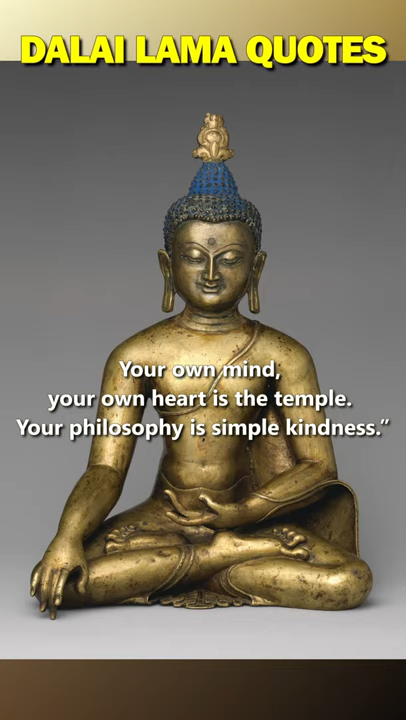 DALAI LAMA QUOTES
Your own mind,
your own heart is the temple.
Your philosophy is simple kindness.”